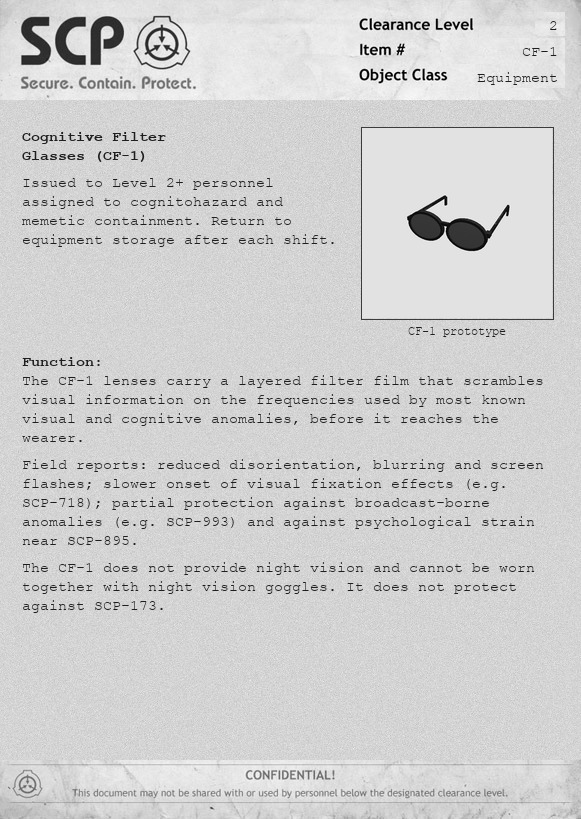 SCP
Secure. Contain. Protect.
Clearance Level 2
Item # CF-1
Object Class Equipment
Cognitive Filter
Glasses (CF-1)
Issued to Level 2+ personnel
assigned to cognitohazard and
memetic containment. Return to
equipment storage after each shift.
CF-1 prototype
Function:
The CF-1 lenses carry a layered filter film that scrambles
visual information on the frequencies used by most known
visual and cognitive anomalies, before it reaches the
wearer.
Field reports: reduced disorientation, blurring and screen
flashes; slower onset of visual fixation effects (e.g.
SCP-718); partial protection against broadcast-borne
anomalies (e.g. SCP-993) and against psychological strain
near SCP-895.
The CF-1 does not provide night vision and cannot be worn
together with night vision goggles. It does not protect
against SCP-173.
CONFIDENTIAL!
This document may not be shared with or used by personnel below the designated clearance level.